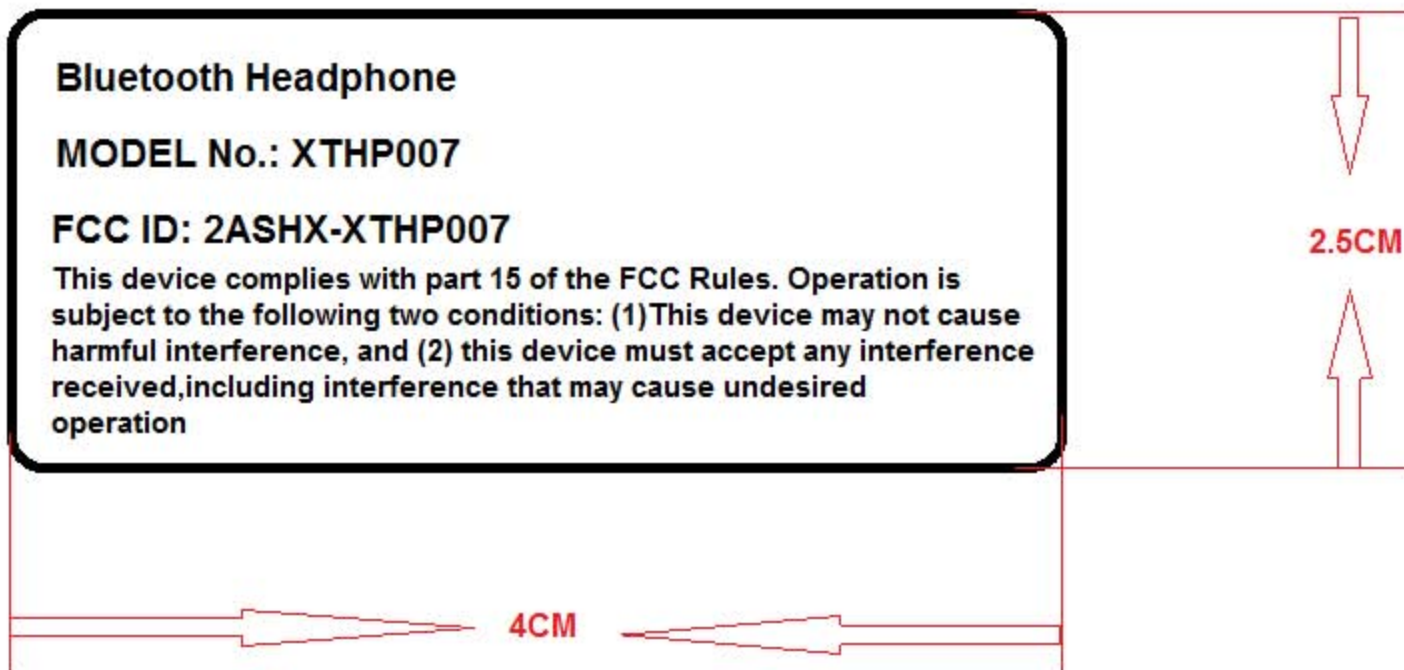 Bluetooth Headphone
MODEL No.: XTHP007
FCC ID: 2ASHX-XTHP007
This device complies with part 15 of the FCC Rules. Operation is
subject to the following two conditions: (1)This device may not cause
harmful interference, and (2) this device must accept any interference
received,including interference that may cause undesired
operation
2.5CM
4CM